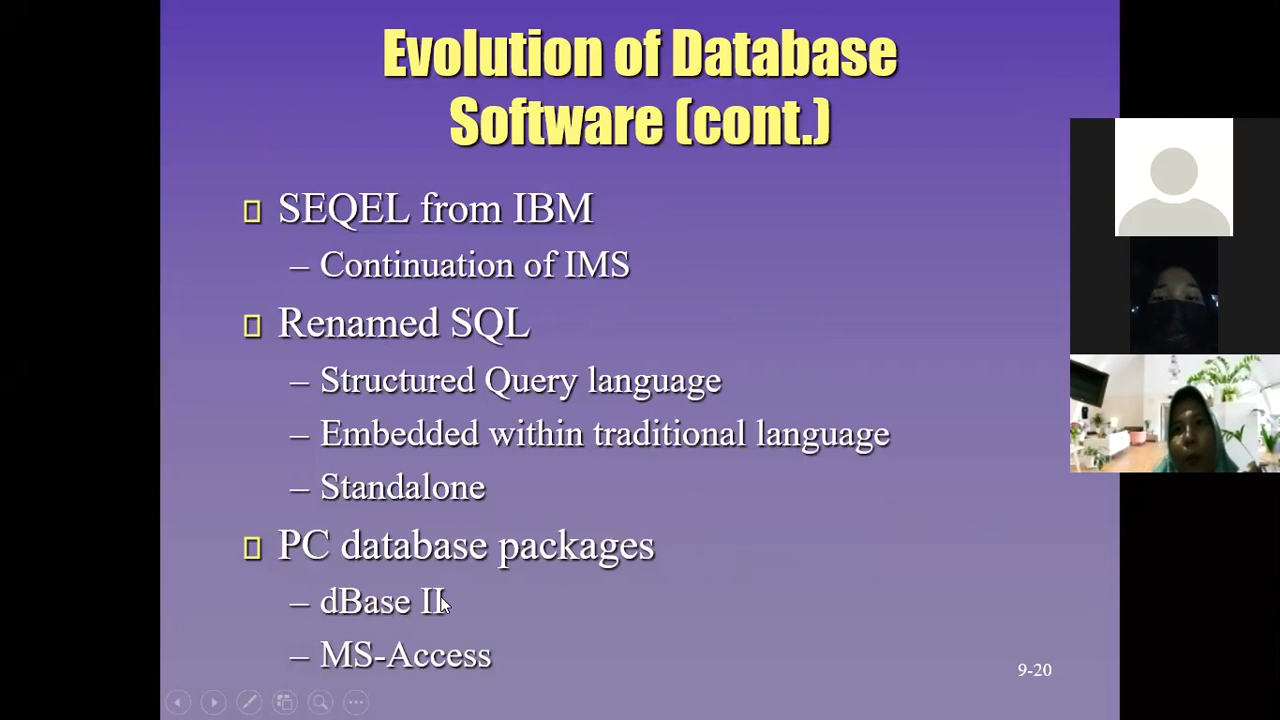 Evolution of Database
Software (cont.)
SEQEL from IBM
– Continuation of IMS
Renamed SQL
– Structured Query language
– Embedded within traditional language
– Standalone
PC database packages
– dBase II
– MS-Access
9-20